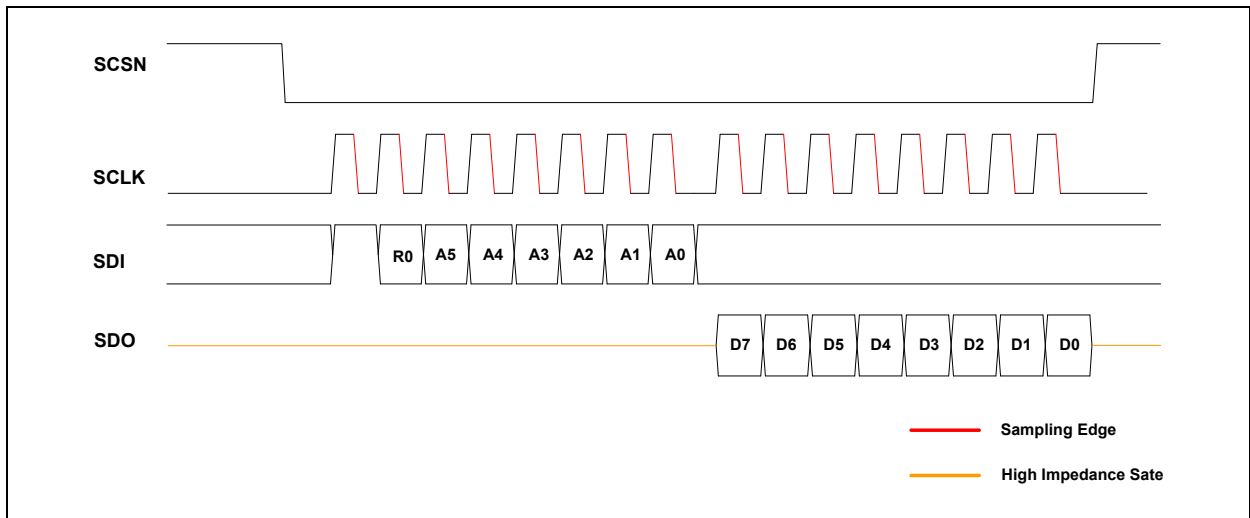 SCSN
SCLK
SDI R0 A5 A4 A3 A2 A1 A0
SDO D7 D6 D5 D4 D3 D2 D1 D0
Sampling Edge
High Impedance Sate